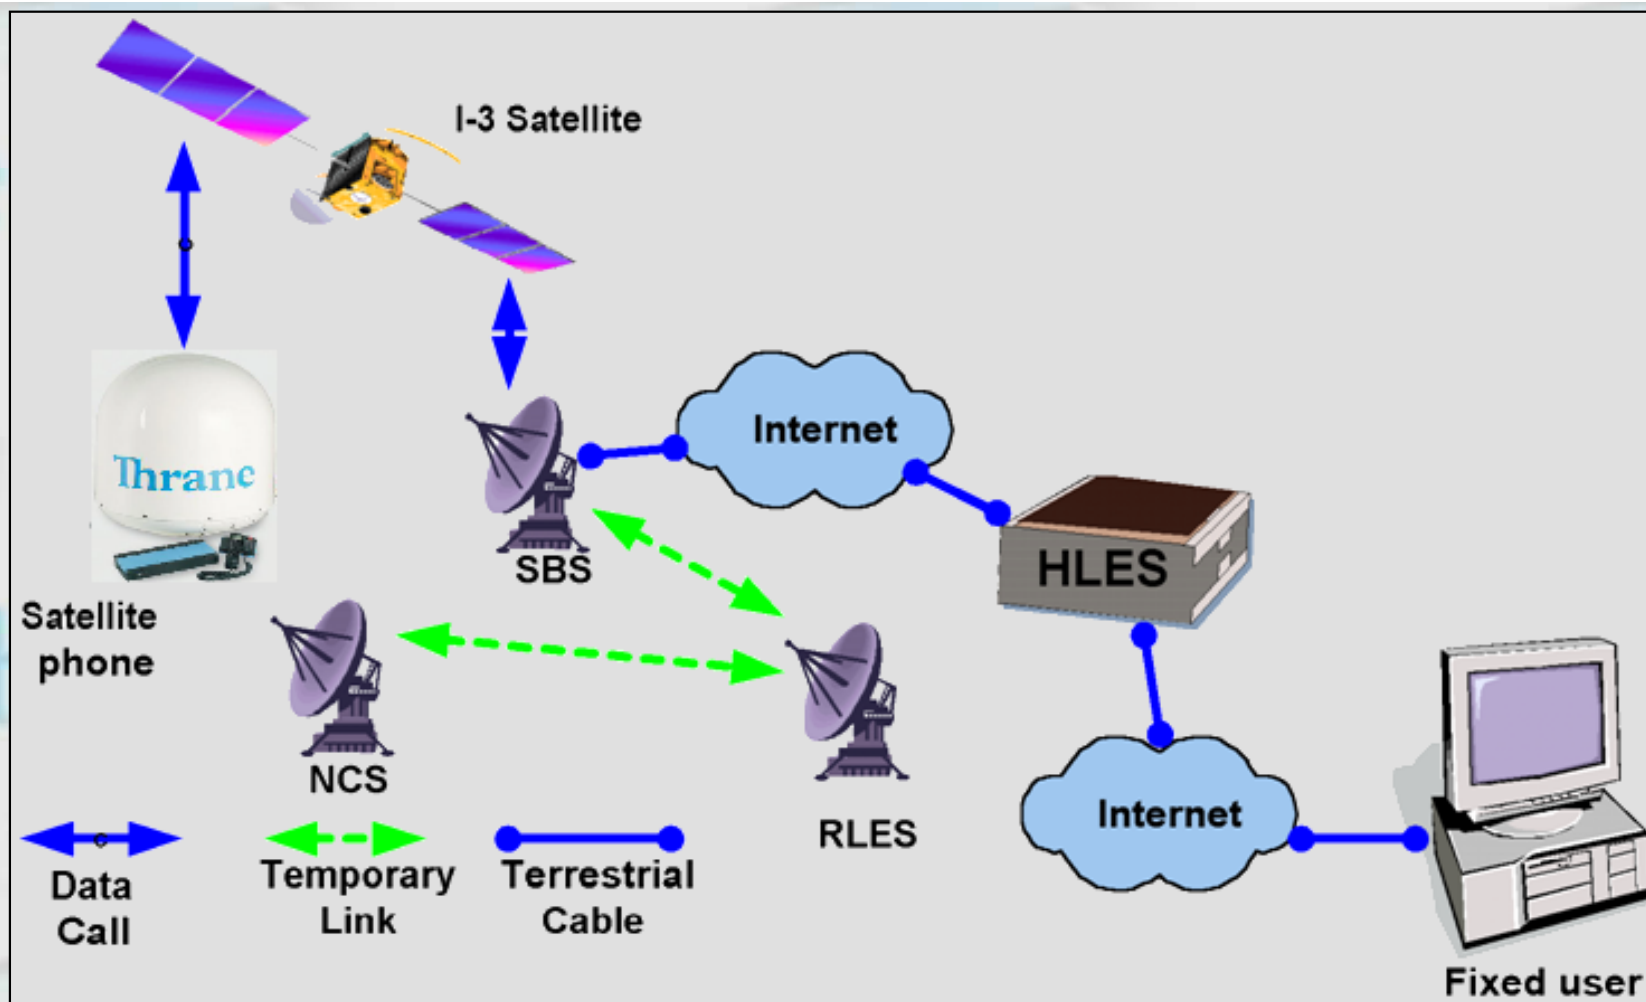 I-3 Satellite
Thrane
Internet
HLES
SBS
Satellite
phone
NCS
RLES
Internet
Data
Call
Temporary
Link
Terrestrial
Cable
Fixed user